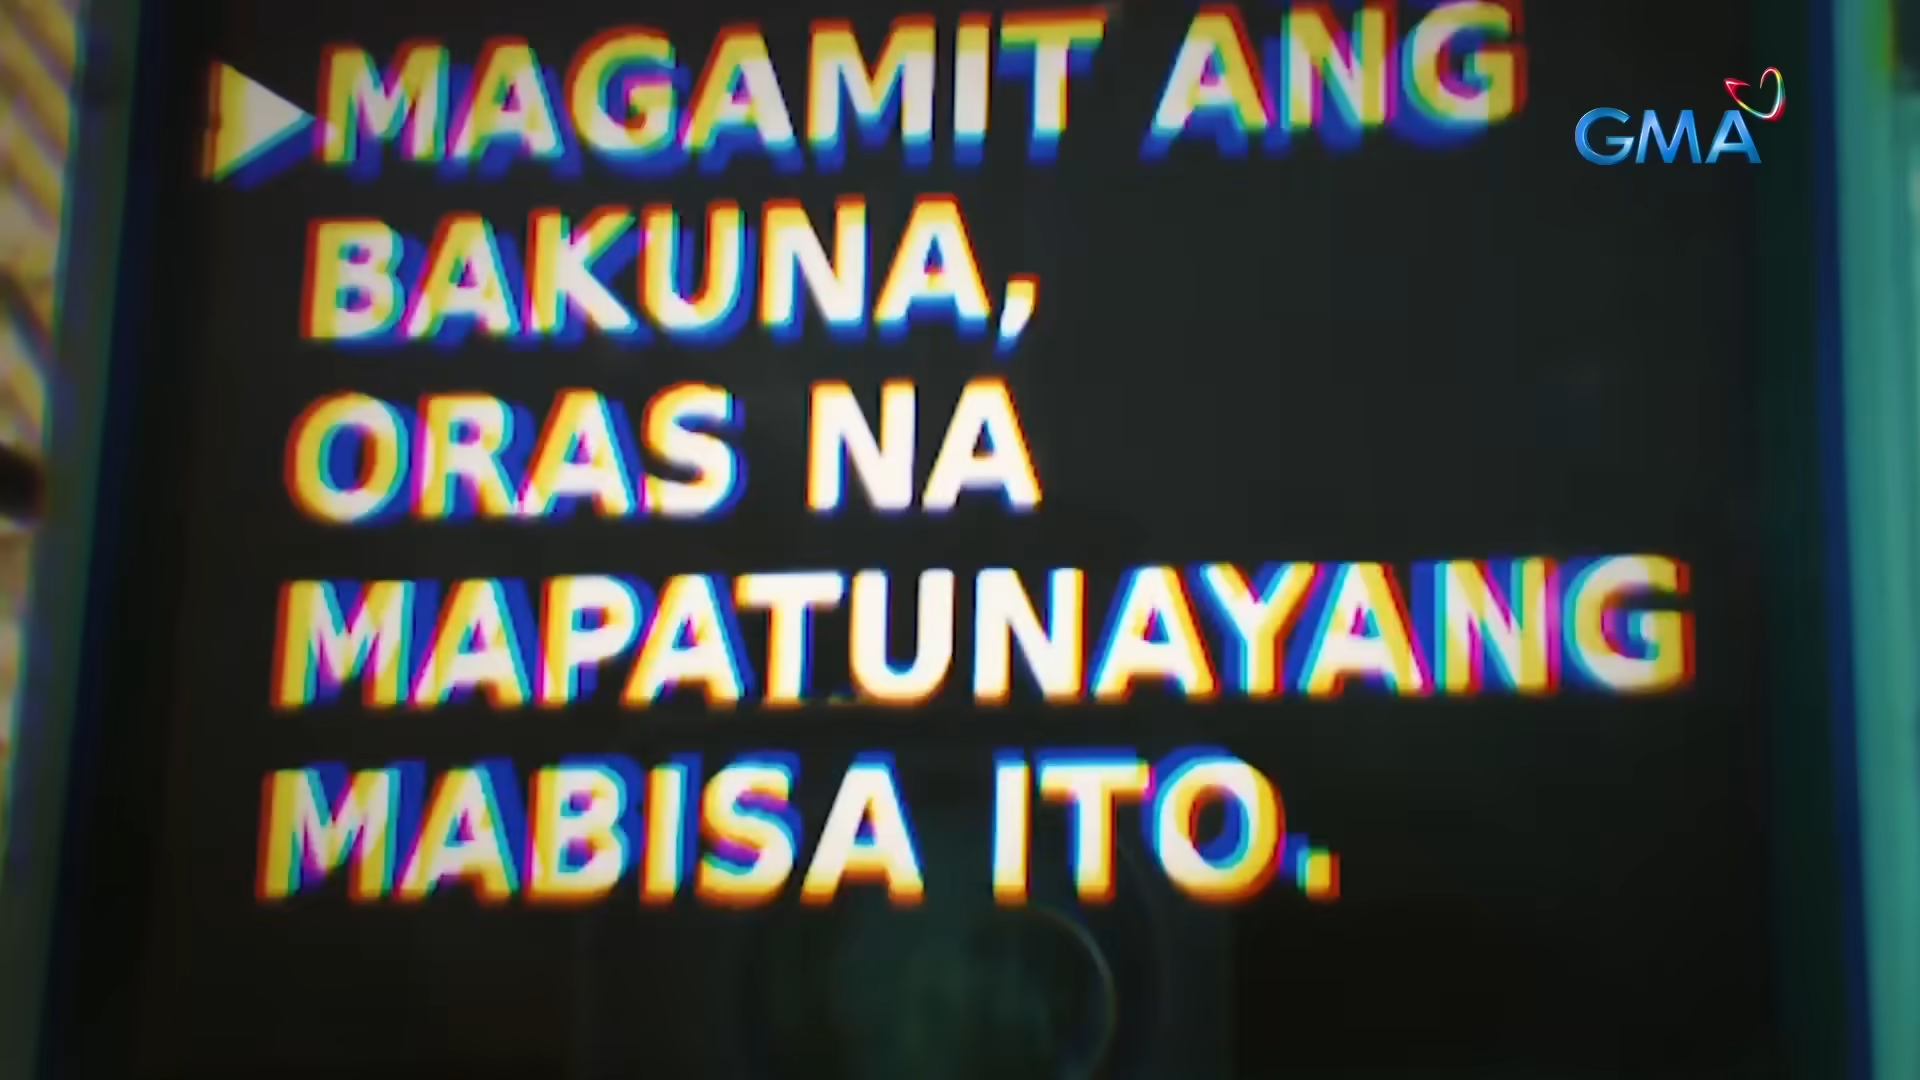 ▶MAGAMIT ANG
GMA
BAKUNA,
ORAS NA
MAPATUNAYANG
MABISA ITO.